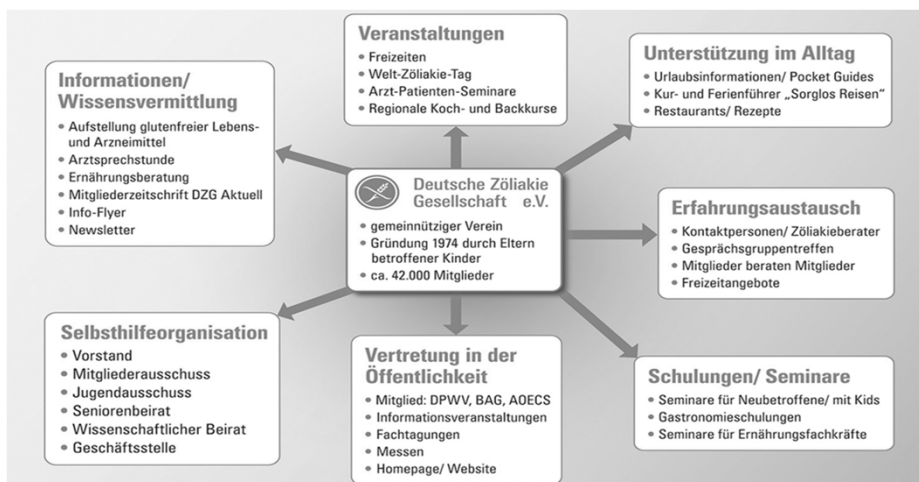 Veranstaltungen
• Freizeiten
• Welt-Zöliakie-Tag
• Arzt-Patienten-Seminare
• Regionale Koch- und Backkurse
Unterstützung im Alltag
• Urlaubsinformationen/ Pocket Guides
• Kur- und Ferienführer „Sorglos Reisen“
• Restaurants/ Rezepte
Informationen/
Wissensvermittlung
• Aufstellung glutenfreier Lebens-
und Arzneimittel
• Arztsprechstunde
• Ernährungsberatung
• Mitgliederzeitschrift DZG Aktuell
• Info-Flyer
• Newsletter
Deutsche Zöliakie
Gesellschaft e.V.
• gemeinnütziger Verein
• Gründung 1974 durch Eltern
betroffener Kinder
• ca. 42.000 Mitglieder
Erfahrungsaustausch
• Kontaktpersonen/ Zöliakieberater
• Gesprächsgruppentreffen
• Mitglieder beraten Mitglieder
• Freizeitangebote
Selbsthilfeorganisation
• Vorstand
• Mitgliederausschuss
• Jugendausschuss
• Seniorenbeirat
• Wissenschaftlicher Beirat
• Geschäftsstelle
Vertretung in der
Öffentlichkeit
• Mitglied: DPWV, BAG, AOECS
• Informationsveranstaltungen
• Fachtagungen
• Messen
• Homepage/ Website
Schulungen/ Seminare
• Seminare für Neubetroffene/ mit Kids
• Gastronomieschulungen
• Seminare für Ernährungsfachkräfte